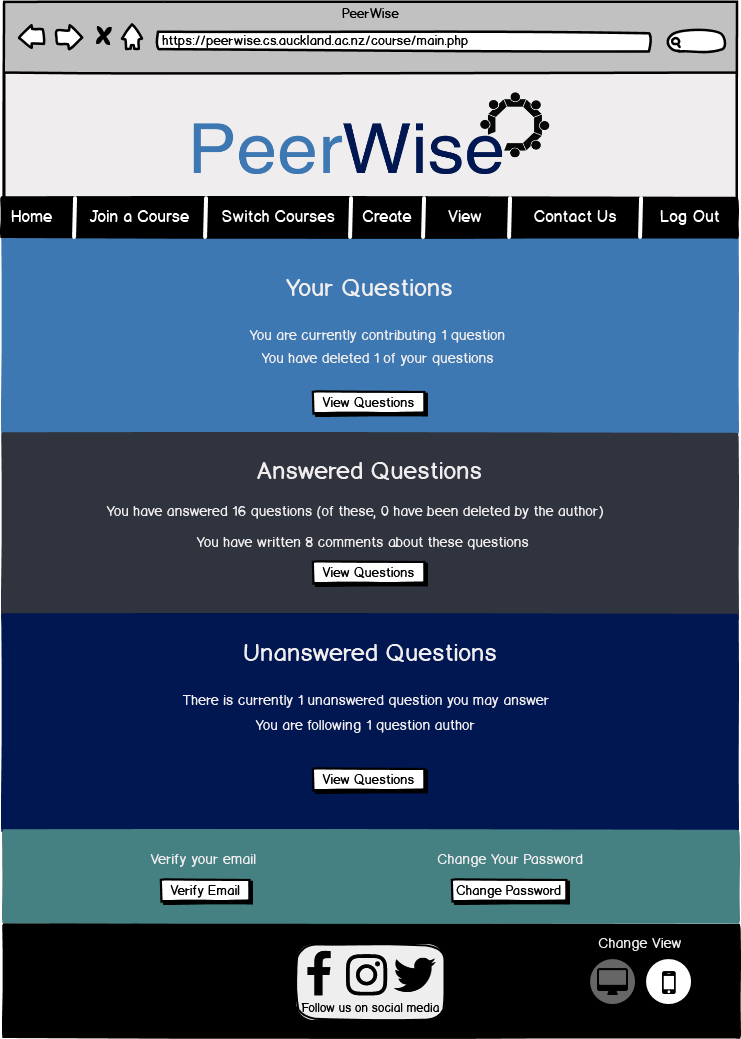 PeerWise
https://peerwise.cs.auckland.ac.nz/course/main.php
PeerWise
Home Join a Course Switch Courses Create View Contact Us Log Out
Your Questions
You are currently contributing 1 question
You have deleted 1 of your questions
View Questions
Answered Questions
You have answered 16 questions (of these, 0 have been deleted by the author)
You have written 8 comments about these questions
View Questions
Unanswered Questions
There is currently 1 unanswered question you may answer
You are following 1 question author
View Questions
Verify your email Change Your Password
Verify Email Change Password
Change View
Follow us on social media